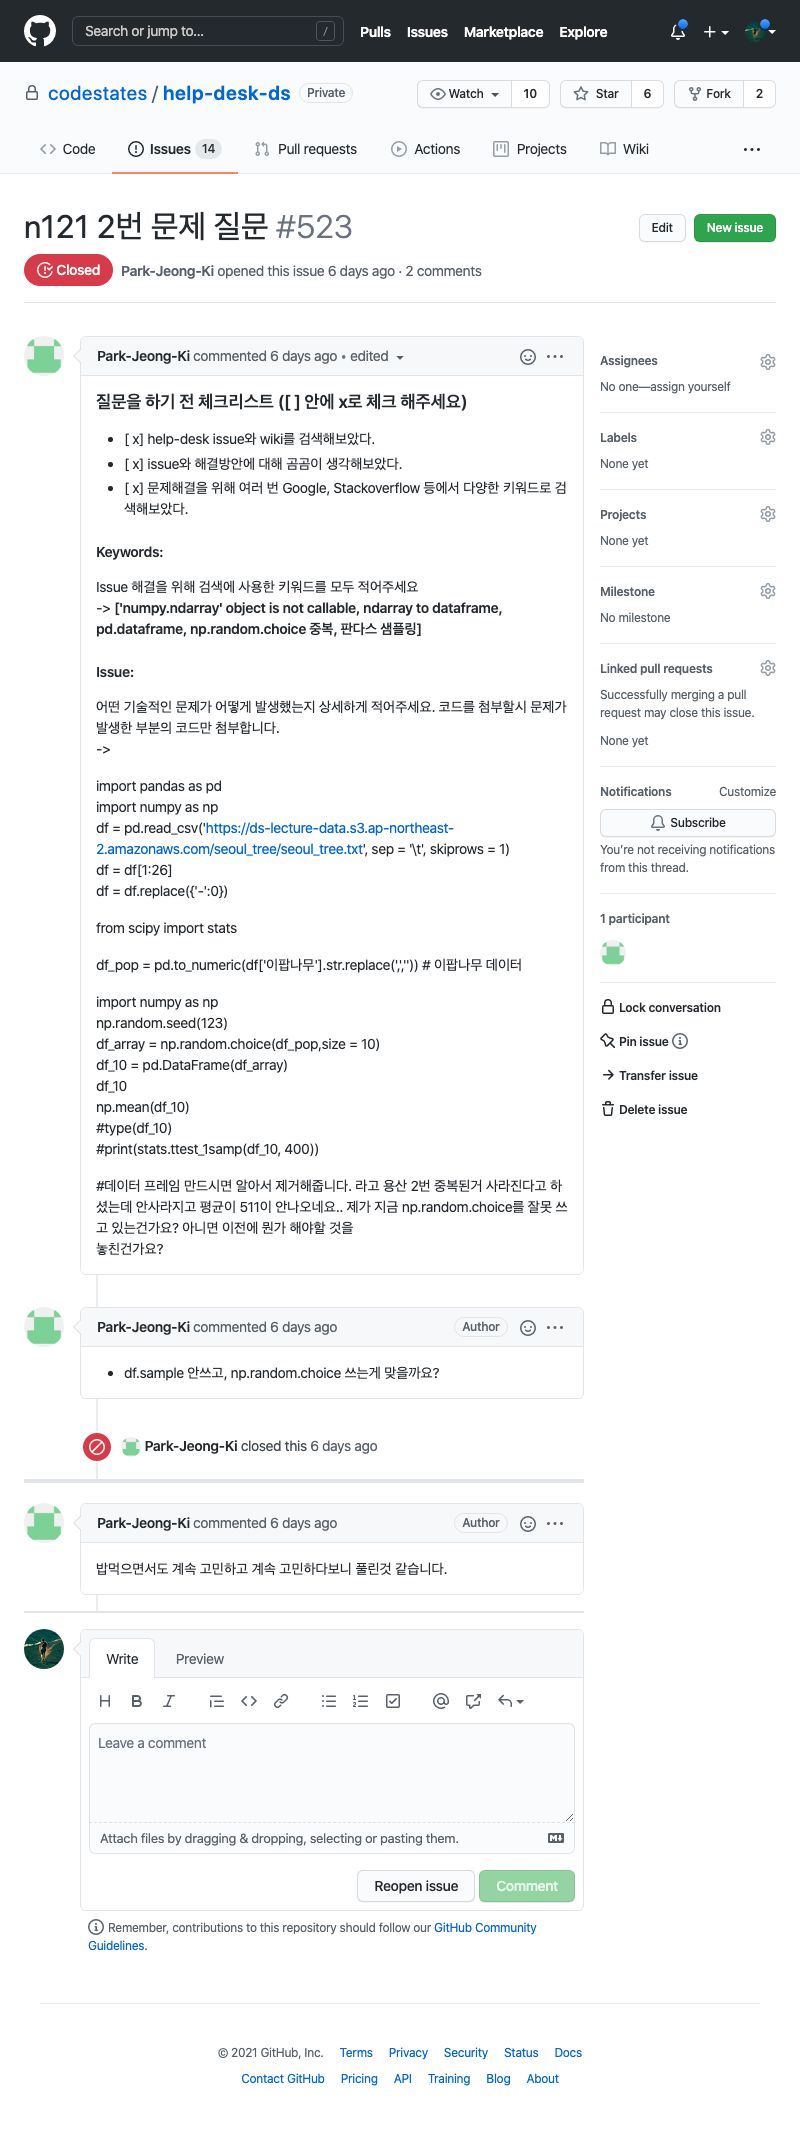 Search or jump to... /
Pulls Issues Marketplace Explore
codestates / help-desk-ds Private
Watch 10 Star 6 Fork 2
Code Issues 14 Pull requests Actions Projects Wiki ...
n121 2번 문제 질문 #523
Edit New issue
Closed Park-Jeong-Ki opened this issue 6 days ago · 2 comments
Park-Jeong-Ki commented 6 days ago • edited
질문을 하기 전 체크리스트 ([ ] 안에 x로 체크 해주세요)
• [ x] help-desk issue와 wiki를 검색해보았다.
• [ x] issue와 해결방안에 대해 곰곰이 생각해보았다.
• [ x] 문제해결을 위해 여러 번 Google, Stackoverflow 등에서 다양한 키워드로 검
색해보았다.
Keywords:
Issue 해결을 위해 검색에 사용한 키워드를 모두 적어주세요
-> ['numpy.ndarray' object is not callable, ndarray to dataframe,
pd.dataframe, np.random.choice 중복, 판다스 샘플링]
Issue:
어떤 기술적인 문제가 어떻게 발생했는지 상세하게 적어주세요. 코드를 첨부할시 문제가
발생한 부분의 코드만 첨부합니다.
->
import pandas as pd
import numpy as np
df = pd.read_csv('https://ds-lecture-data.s3.ap-northeast-
2.amazonaws.com/seoul_tree/seoul_tree.txt', sep = '\t', skiprows = 1)
df = df[1:26]
df = df.replace({'-':0})
from scipy import stats
df_pop = pd.to_numeric(df['이팝나무'].str.replace(',','')) # 이팝나무 데이터
import numpy as np
np.random.seed(123)
df_array = np.random.choice(df_pop,size = 10)
df_10 = pd.DataFrame(df_array)
df_10
np.mean(df_10)
#type(df_10)
#print(stats.ttest_1samp(df_10, 400))
#데이터 프레임 만드시면 알아서 제거해줍니다. 라고 용산 2번 중복된거 사라진다고 하
셨는데 안사라지고 평균이 511이 안나오네요.. 제가 지금 np.random.choice를 잘못 쓰
고 있는건가요? 아니면 이전에 뭔가 해야할 것을
놓친건가요?
Assignees
No one—assign yourself
Labels
None yet
Projects
None yet
Milestone
No milestone
Linked pull requests
Successfully merging a pull
request may close this issue.
None yet
Notifications Customize
Subscribe
You're not receiving notifications
from this thread.
1 participant
Lock conversation
Pin issue
Transfer issue
Delete issue
Park-Jeong-Ki commented 6 days ago Author
• df.sample 안쓰고, np.random.choice 쓰는게 맞을까요?
Park-Jeong-Ki closed this 6 days ago
Park-Jeong-Ki commented 6 days ago Author
밥먹으면서도 계속 고민하고 계속 고민하다보니 풀린것 같습니다.
Write Preview
Leave a comment
Attach files by dragging & dropping, selecting or pasting them.
Reopen issue Comment
Remember, contributions to this repository should follow our GitHub Community
Guidelines.
© 2021 GitHub, Inc. Terms Privacy Security Status Docs
Contact GitHub Pricing API Training Blog About